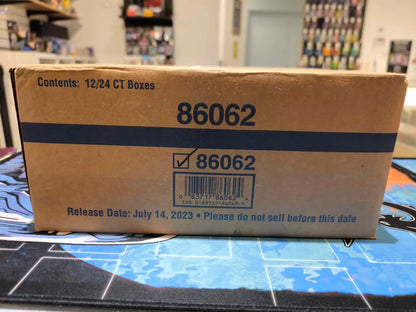 Contents: 12/24 CT Boxes
86062
86062
Release Date: July 14, 2023 • Please do not sell before this date